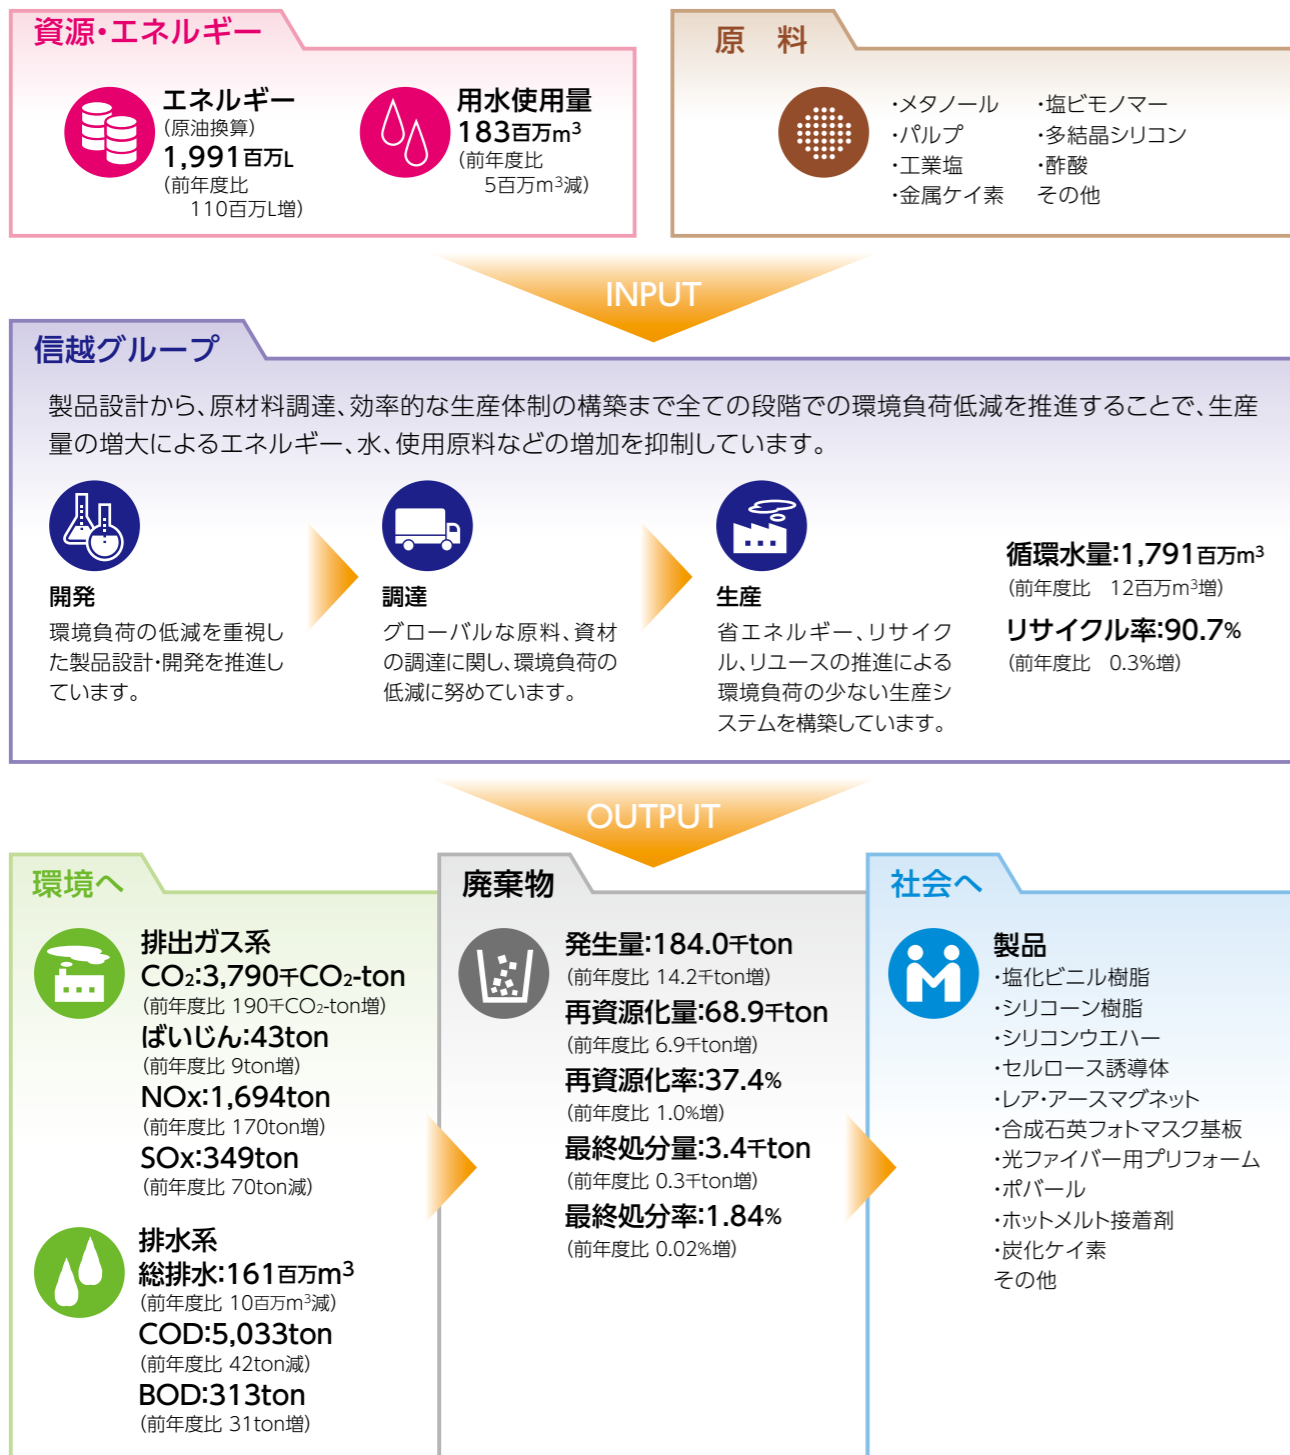 資源・エネルギー
エネルギー
(原油換算)
1,991百万L
(前年度比
110百万L増)
用水使用量
183百万m³
(前年度比
5百万m³減)
原　料
・メタノール
・パルプ
・工業塩
・金属ケイ素
・塩ビモノマー
・多結晶シリコン
・酢酸
その他
INPUT
信越グループ
製品設計から、原材料調達、効率的な生産体制の構築まで全ての段階での環境負荷低減を推進することで、生産
量の増大によるエネルギー、水、使用原料などの増加を抑制しています。
開発
環境負荷の低減を重視し
た製品設計・開発を推進し
ています。
調達
グローバルな原料、資材
の調達に関し、環境負荷の
低減に努めています。
生産
省エネルギー、リサイク
ル、リユースの推進による
環境負荷の少ない生産シ
ステムを構築しています。
循環水量:1,791百万m³
(前年度比　12百万m³増)
リサイクル率:90.7%
(前年度比　0.3%増)
OUTPUT
環境へ
排出ガス系
CO₂:3,790千CO₂-ton
(前年度比 190千CO₂-ton増)
ばいじん:43ton
(前年度比 9ton増)
NOx:1,694ton
(前年度比 170ton増)
SOx:349ton
(前年度比 70ton減)
排水系
総排水:161百万m³
(前年度比 10百万m³減)
COD:5,033ton
(前年度比 42ton減)
BOD:313ton
(前年度比 31ton増)
廃棄物
発生量:184.0千ton
(前年度比 14.2千ton増)
再資源化量:68.9千ton
(前年度比 6.9千ton増)
再資源化率:37.4%
(前年度比 1.0%増)
最終処分量:3.4千ton
(前年度比 0.3千ton増)
最終処分率:1.84%
(前年度比 0.02%増)
社会へ
製品
・塩化ビニル樹脂
・シリコーン樹脂
・シリコンウエハー
・セルロース誘導体
・レア・アースマグネット
・合成石英フォトマスク基板
・光ファイバー用プリフォーム
・ポバール
・ホットメルト接着剤
・炭化ケイ素
その他